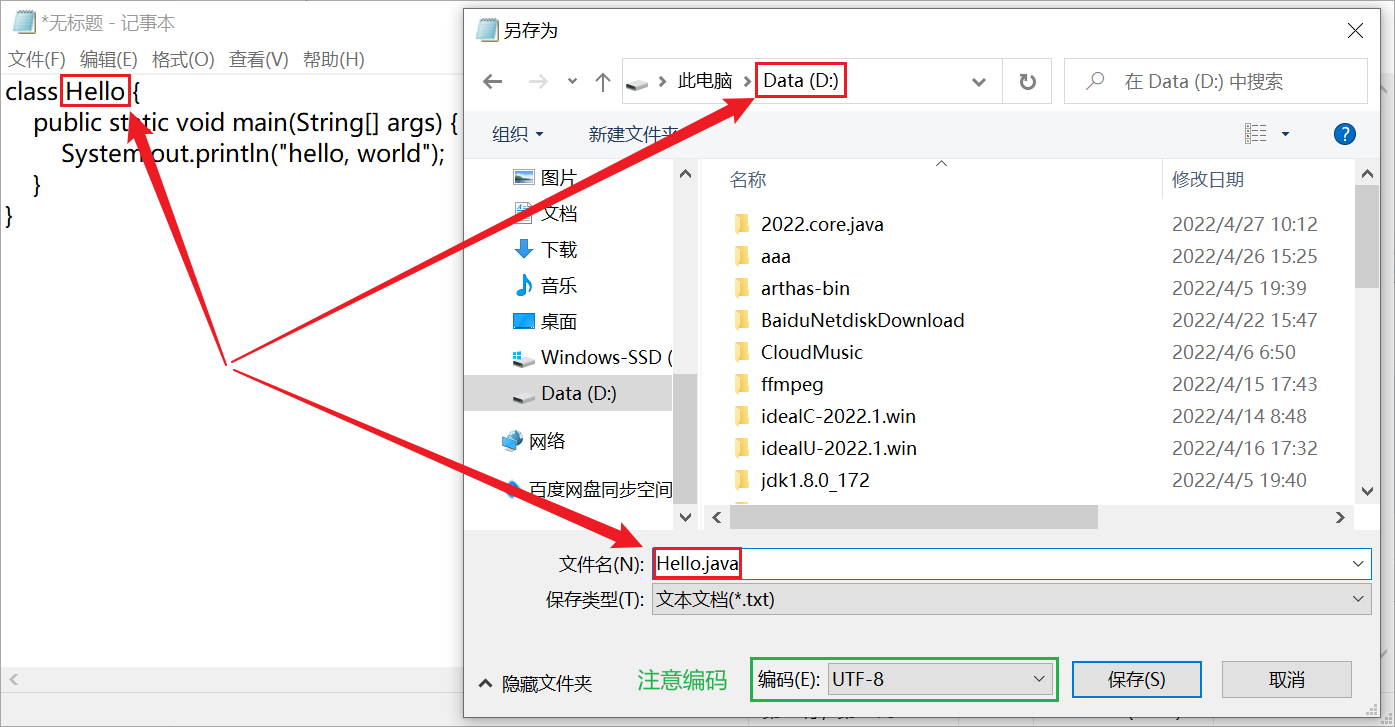 *无标题 - 记事本
文件(F) 编辑(E) 格式(O) 查看(V) 帮助(H)
class Hello {
public static void main(String[] args) {
System.out.println("hello, world");
}
}
另存为
此电脑 Data (D:)
在 Data (D:) 中搜索
组织 新建文件夹
图片
文档
下载
音乐
桌面
Windows-SSD (
Data (D:)
网络
百度网盘同步空间
名称 修改日期
2022.core.java 2022/4/27 10:12
aaa 2022/4/26 15:25
arthas-bin 2022/4/5 19:39
BaiduNetdiskDownload 2022/4/22 15:47
CloudMusic 2022/4/6 6:50
ffmpeg 2022/4/15 17:43
ideaIC-2022.1.win 2022/4/14 8:48
ideaIU-2022.1.win 2022/4/16 17:32
jdk1.8.0_172 2022/4/5 19:40
文件名(N): Hello.java
保存类型(T): 文本文档(*.txt)
隐藏文件夹 注意编码 编码(E): UTF-8 保存(S) 取消